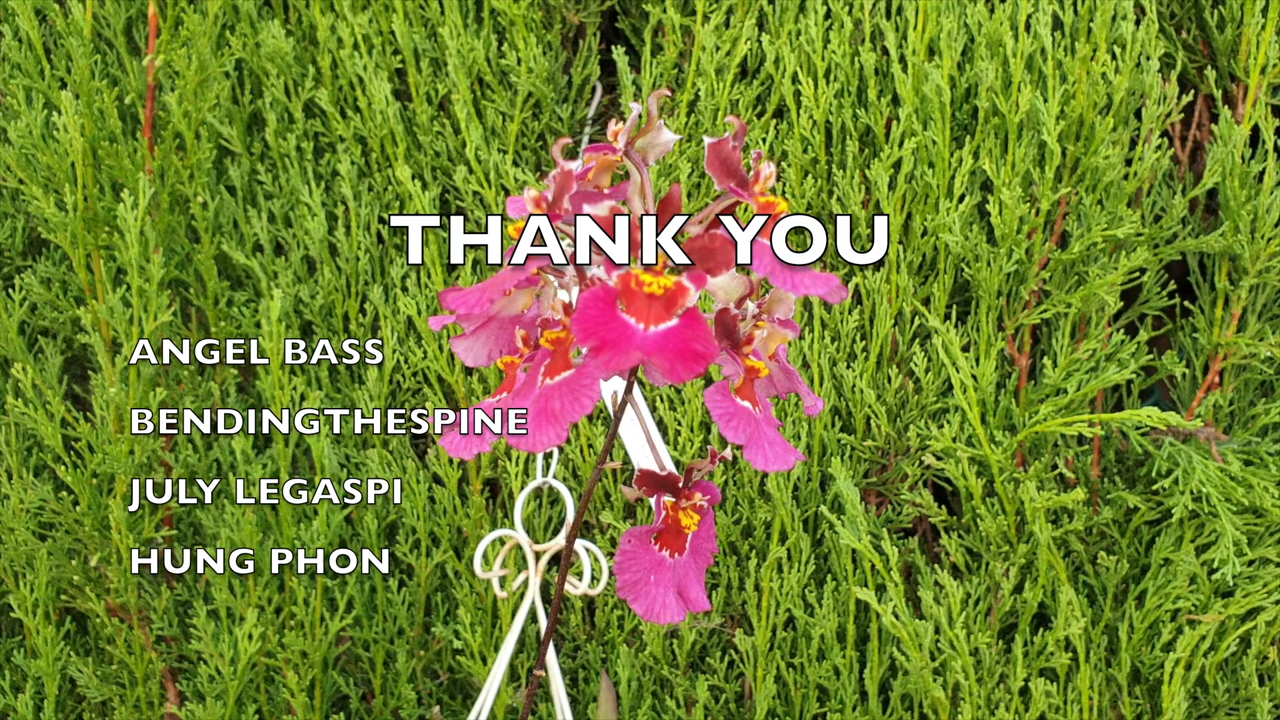 THANK YOU
ANGEL BASS
BENDINGTHESPINE
JULY LEGASPI
HUNG PHON